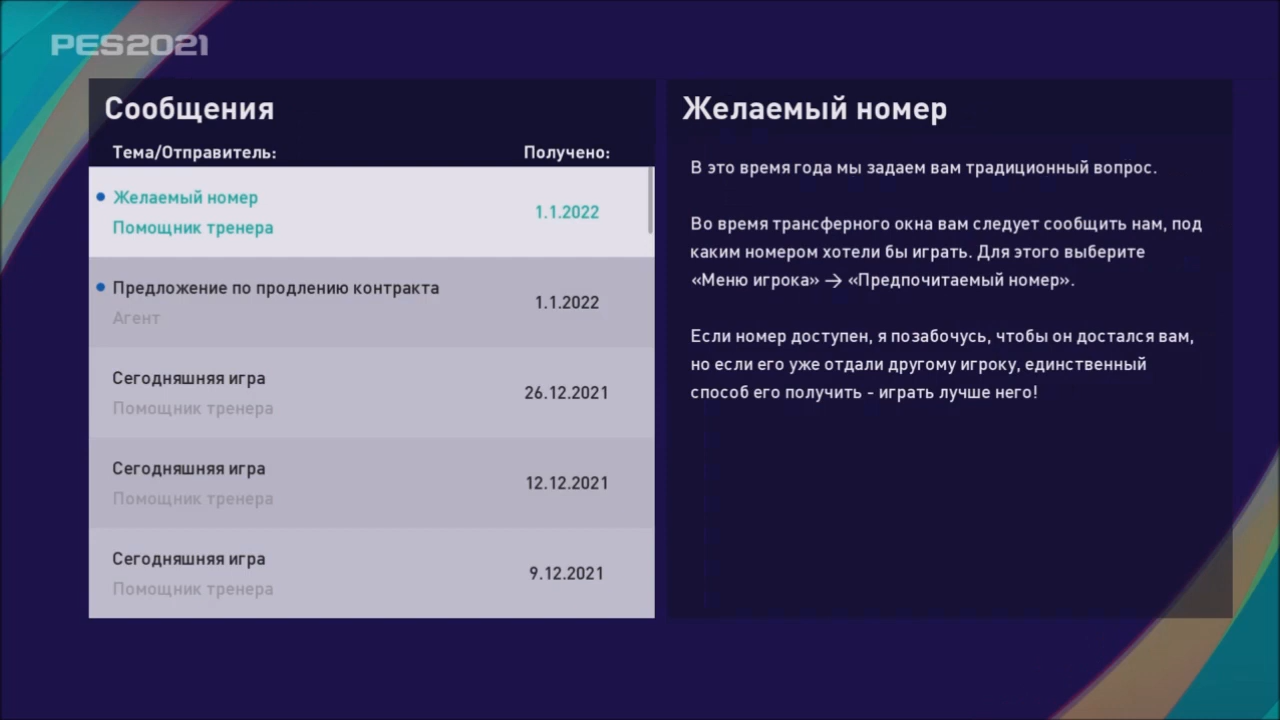 PES2021
Сообщения
Тема/Отправитель: Получено:
Желаемый номер
Помощник тренера
1.1.2022
Предложение по продлению контракта
Агент
1.1.2022
Сегодняшняя игра
Помощник тренера
26.12.2021
Сегодняшняя игра
Помощник тренера
12.12.2021
Сегодняшняя игра
Помощник тренера
9.12.2021
Желаемый номер
В это время года мы задаем вам традиционный вопрос.
Во время трансферного окна вам следует сообщить нам, под
каким номером хотели бы играть. Для этого выберите
«Меню игрока» → «Предпочитаемый номер».
Если номер доступен, я позабочусь, чтобы он достался вам,
но если его уже отдали другому игроку, единственный
способ его получить - играть лучше него!